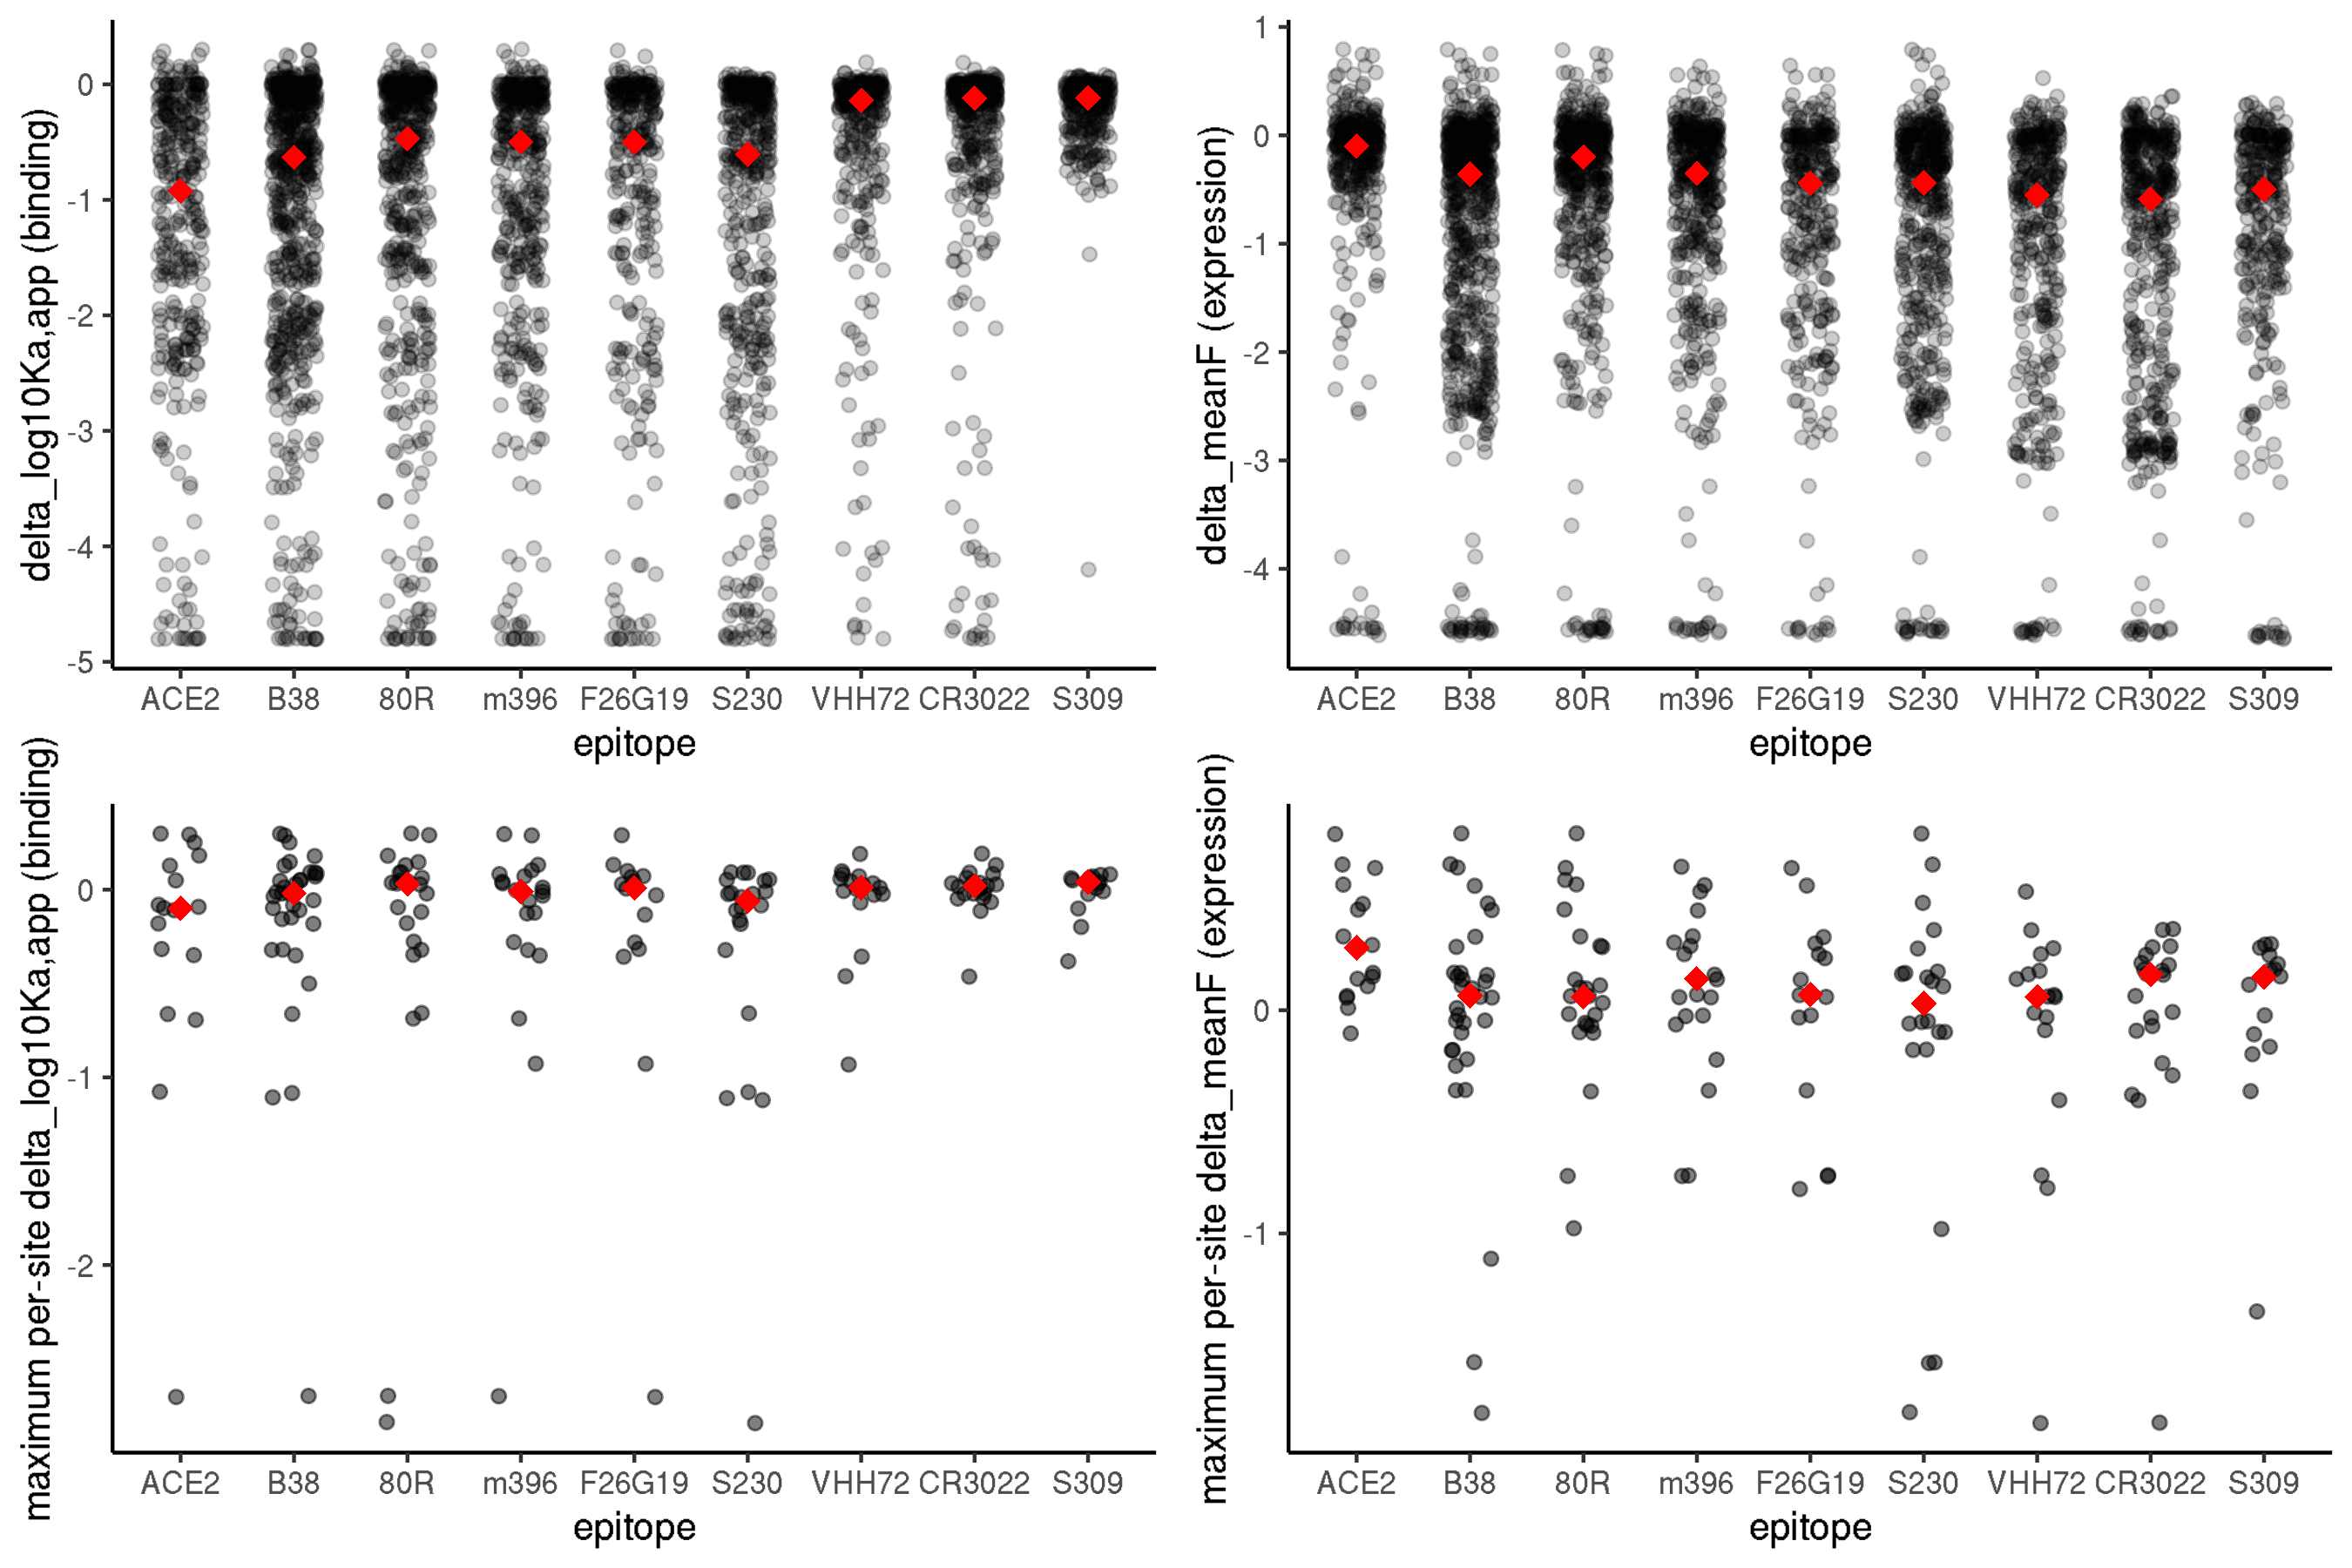 delta_log10Ka,app (binding)
0
-1
-2
-3
-4
-5
ACE2 B38 80R m396 F26G19 S230 VHH72 CR3022 S309
epitope
delta_meanF (expression)
1
0
-1
-2
-3
-4
ACE2 B38 80R m396 F26G19 S230 VHH72 CR3022 S309
epitope
maximum per-site delta_log10Ka,app (binding)
0
-1
-2
ACE2 B38 80R m396 F26G19 S230 VHH72 CR3022 S309
epitope
maximum per-site delta_meanF (expression)
0
-1
ACE2 B38 80R m396 F26G19 S230 VHH72 CR3022 S309
epitope